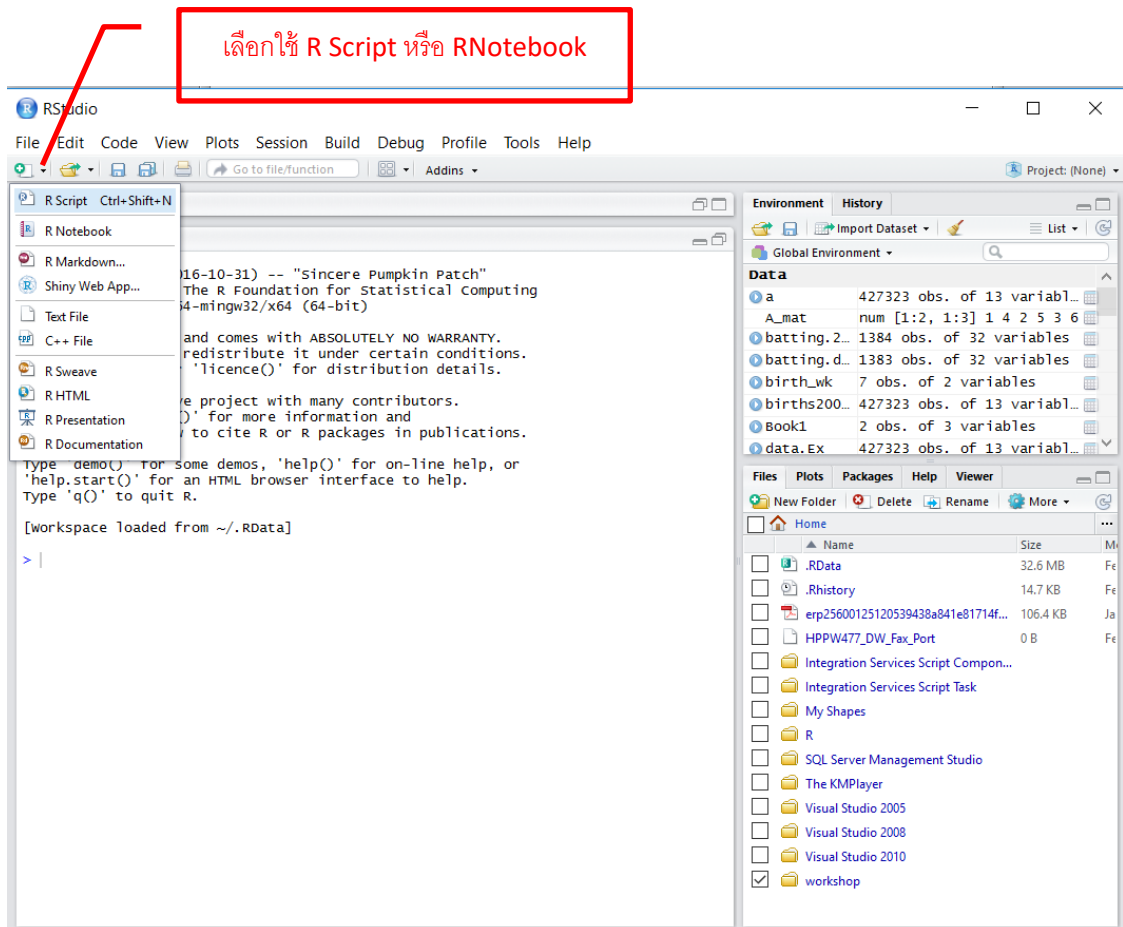 เลือกใช้ R Script หรือ RNotebook
RStudio
File Edit Code View Plots Session Build Debug Profile Tools Help
Go to file/function Addins Project: (None)
R Script Ctrl+Shift+N
R Notebook
R Markdown...
Shiny Web App...
Text File
C++ File
R Sweave
R HTML
R Presentation
R Documentation
16-10-31) -- "Sincere Pumpkin Patch"
The R Foundation for Statistical Computing
4-mingw32/x64 (64-bit)
and comes with ABSOLUTELY NO WARRANTY.
redistribute it under certain conditions.
'licence()' for distribution details.
e project with many contributors.
)' for more information and
to cite R or R packages in publications.
Type 'demo()' for some demos, 'help()' for on-line help, or
'help.start()' for an HTML browser interface to help.
Type 'q()' to quit R.
[Workspace loaded from ~/.RData]
>
Environment History
Import Dataset List
Global Environment
Data
a 427323 obs. of 13 variabl…
A_mat num [1:2, 1:3] 1 4 2 5 3 6
batting.2… 1384 obs. of 32 variables
batting.d… 1383 obs. of 32 variables
birth_wk 7 obs. of 2 variables
births200… 427323 obs. of 13 variabl…
Book1 2 obs. of 3 variables
data.Ex 427323 obs. of 13 variabl…
Files Plots Packages Help Viewer
New Folder Delete Rename More
Home ...
Name Size M
.RData 32.6 MB Fe
.Rhistory 14.7 KB Fe
erp25600125120539438a841e81714f... 106.4 KB Ja
HPPW477_DW_Fax_Port 0 B Fe
Integration Services Script Compon...
Integration Services Script Task
My Shapes
R
SQL Server Management Studio
The KMPlayer
Visual Studio 2005
Visual Studio 2008
Visual Studio 2010
workshop